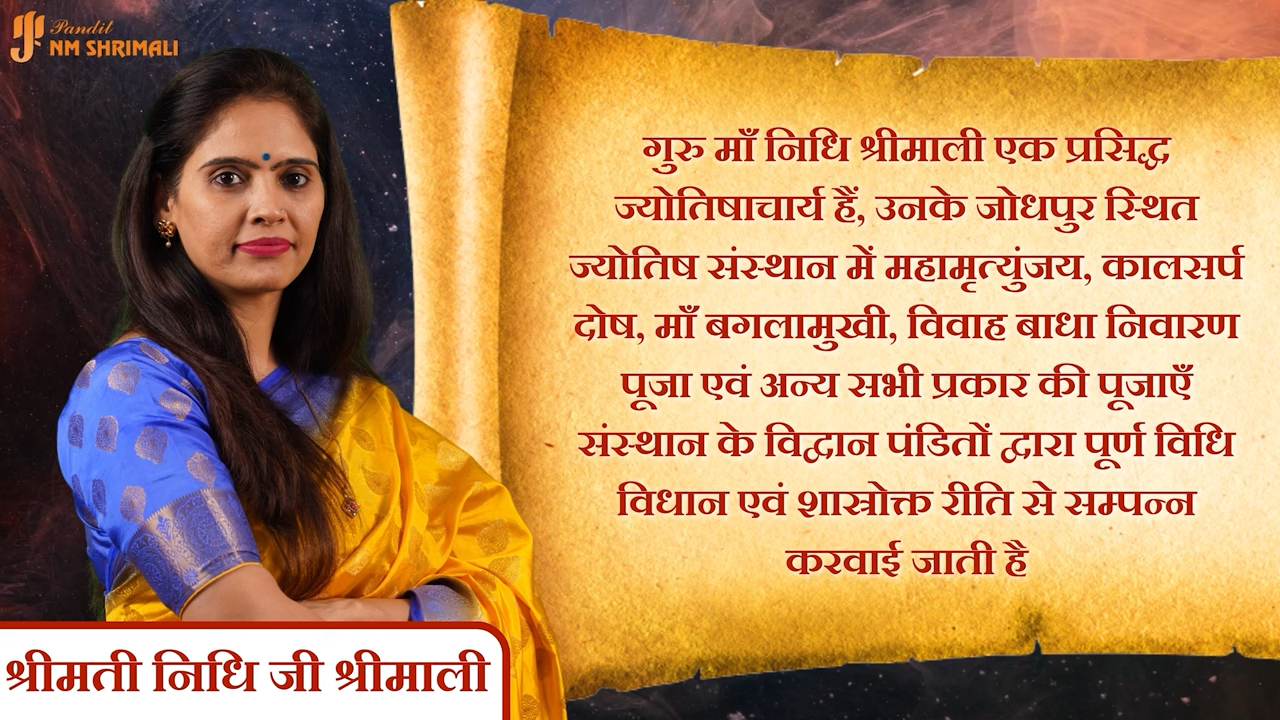 Pandit
NM SHRIMALI
गुरु माँ निधि श्रीमाली एक प्रसिद्ध
ज्योतिषाचार्य हैं, उनके जोधपुर स्थित
ज्योतिष संस्थान में महामृत्युंजय, कालसर्प
दोष, माँ बगलामुखी, विवाह बाधा निवारण
पूजा एवं अन्य सभी प्रकार की पूजाएँ
संस्थान के विद्वान पंडितों द्वारा पूर्ण विधि
विधान एवं शास्रोक्त रीति से सम्पन्न
करवाई जाती है
श्रीमती निधि जी श्रीमाली